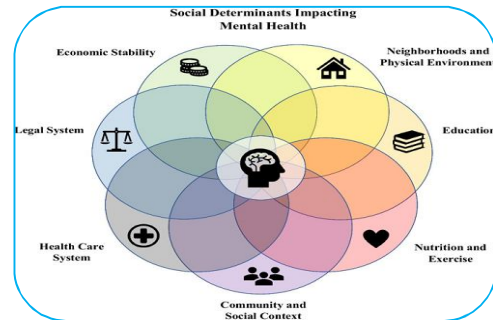 Social Determinants Impacting
Mental Health
Economic Stability
Neighborhoods and
Physical Environment
Legal System
Education
Health Care
System
Nutrition and
Exercise
Community and
Social Context